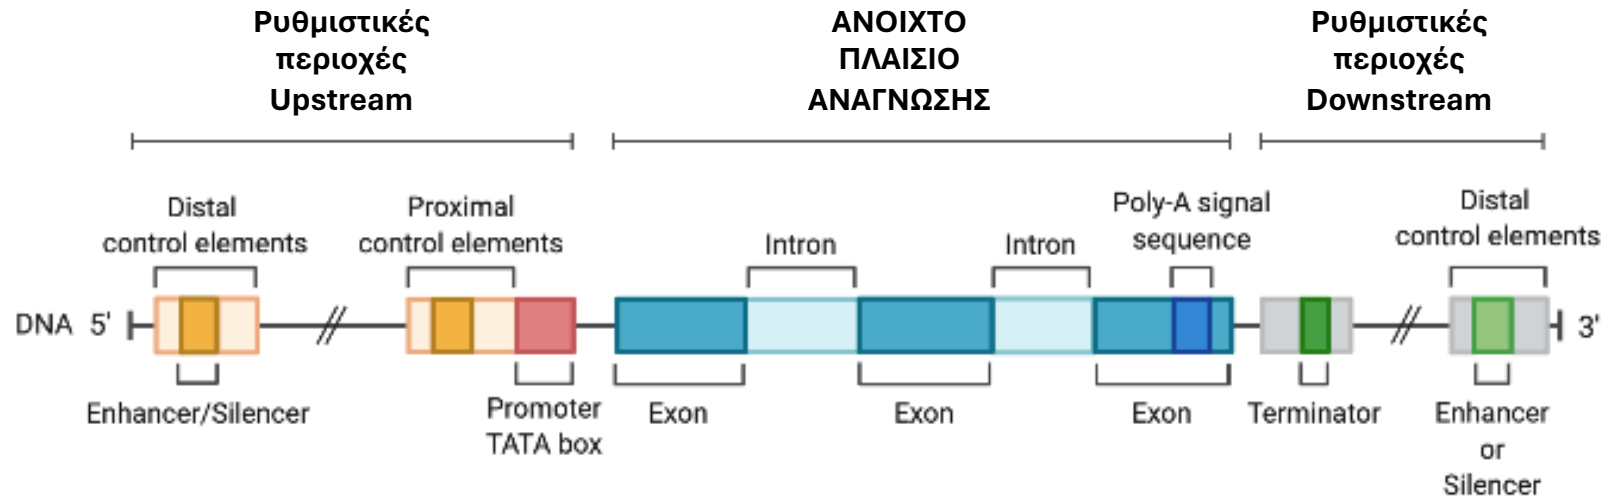 Ρυθμιστικές
περιοχές
Upstream
ΑΝΟΙΧΤΟ
ΠΛΑΙΣΙΟ
ΑΝΑΓΝΩΣΗΣ
Ρυθμιστικές
περιοχές
Downstream
Distal
control elements
Proximal
control elements
Intron
Intron
Poly-A signal
sequence
Distal
control elements
DNA 5'
3'
Enhancer/Silencer
Promoter
TATA box
Exon
Exon
Exon
Terminator
Enhancer
or
Silencer